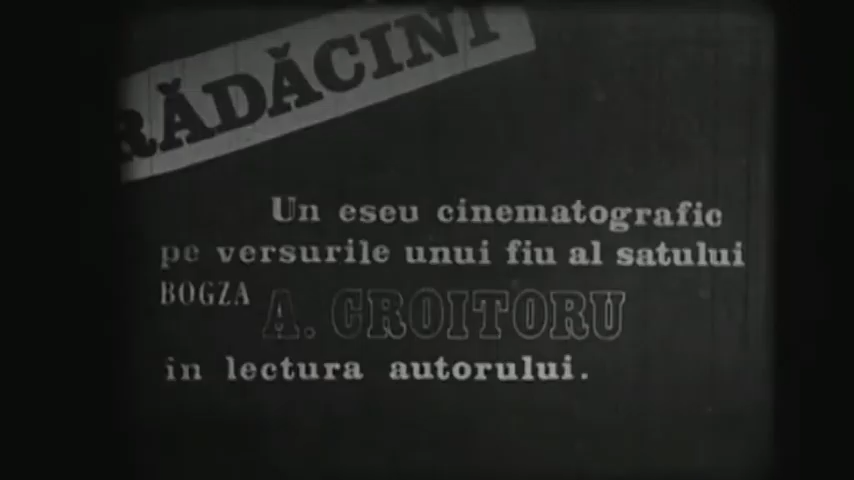 RĂDĂCINI
Un eseu cinematografic
pe versurile unui fiu al satului
BOGZA A. CROITORU
in lectura autorului.